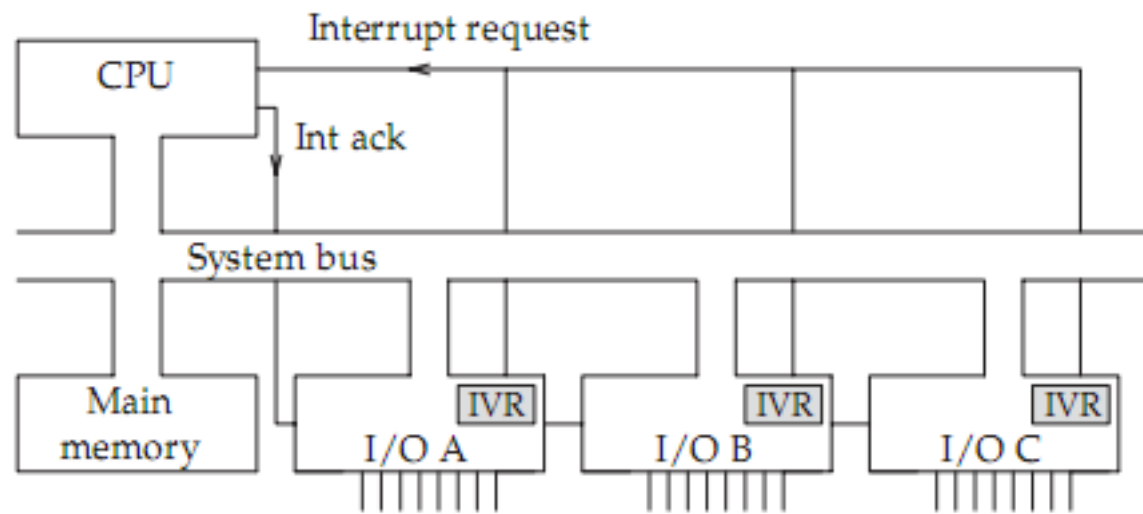 Interrupt request
CPU
Int ack
System bus
Main
memory
IVR
I/O A
IVR
I/O B
IVR
I/O C